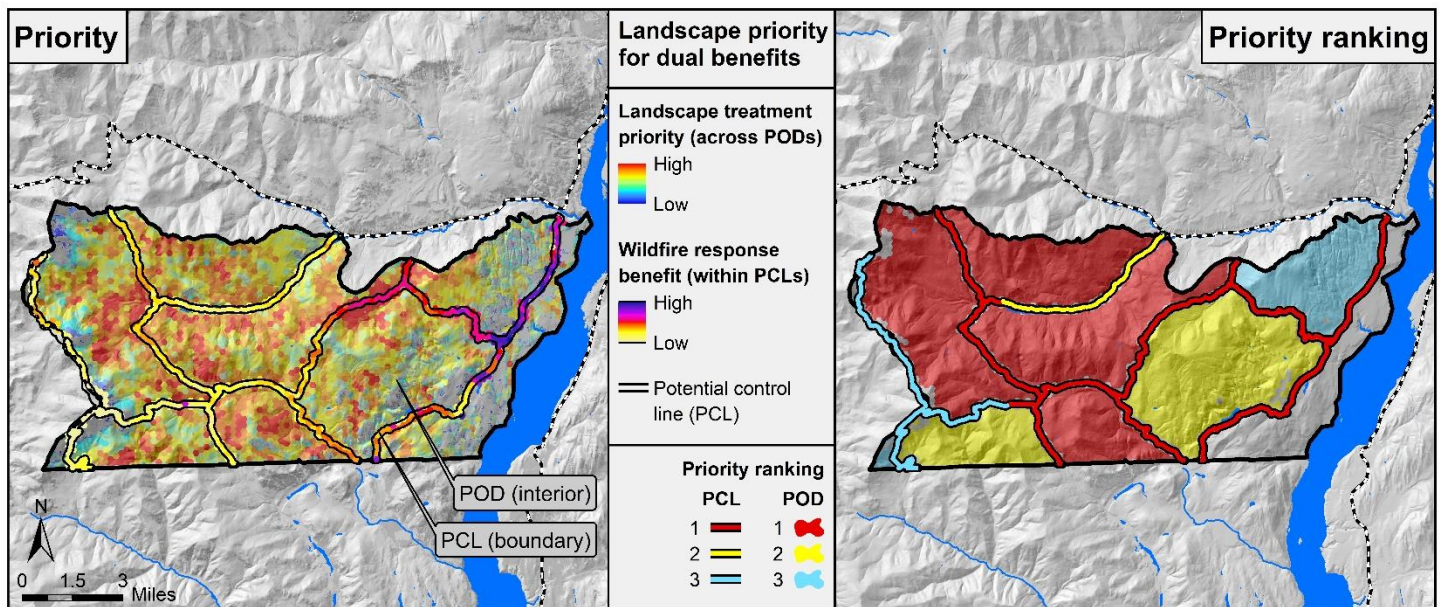 Priority
Landscape priority
for dual benefits
Landscape treatment
priority (across PODs)
High
Low
Wildfire response
benefit (within PCLs)
High
Low
Potential control
line (PCL)
Priority ranking
PCL POD
1 1
2 2
3 3
POD (interior)
PCL (boundary)
N
0 1.5 3
Miles
Priority ranking